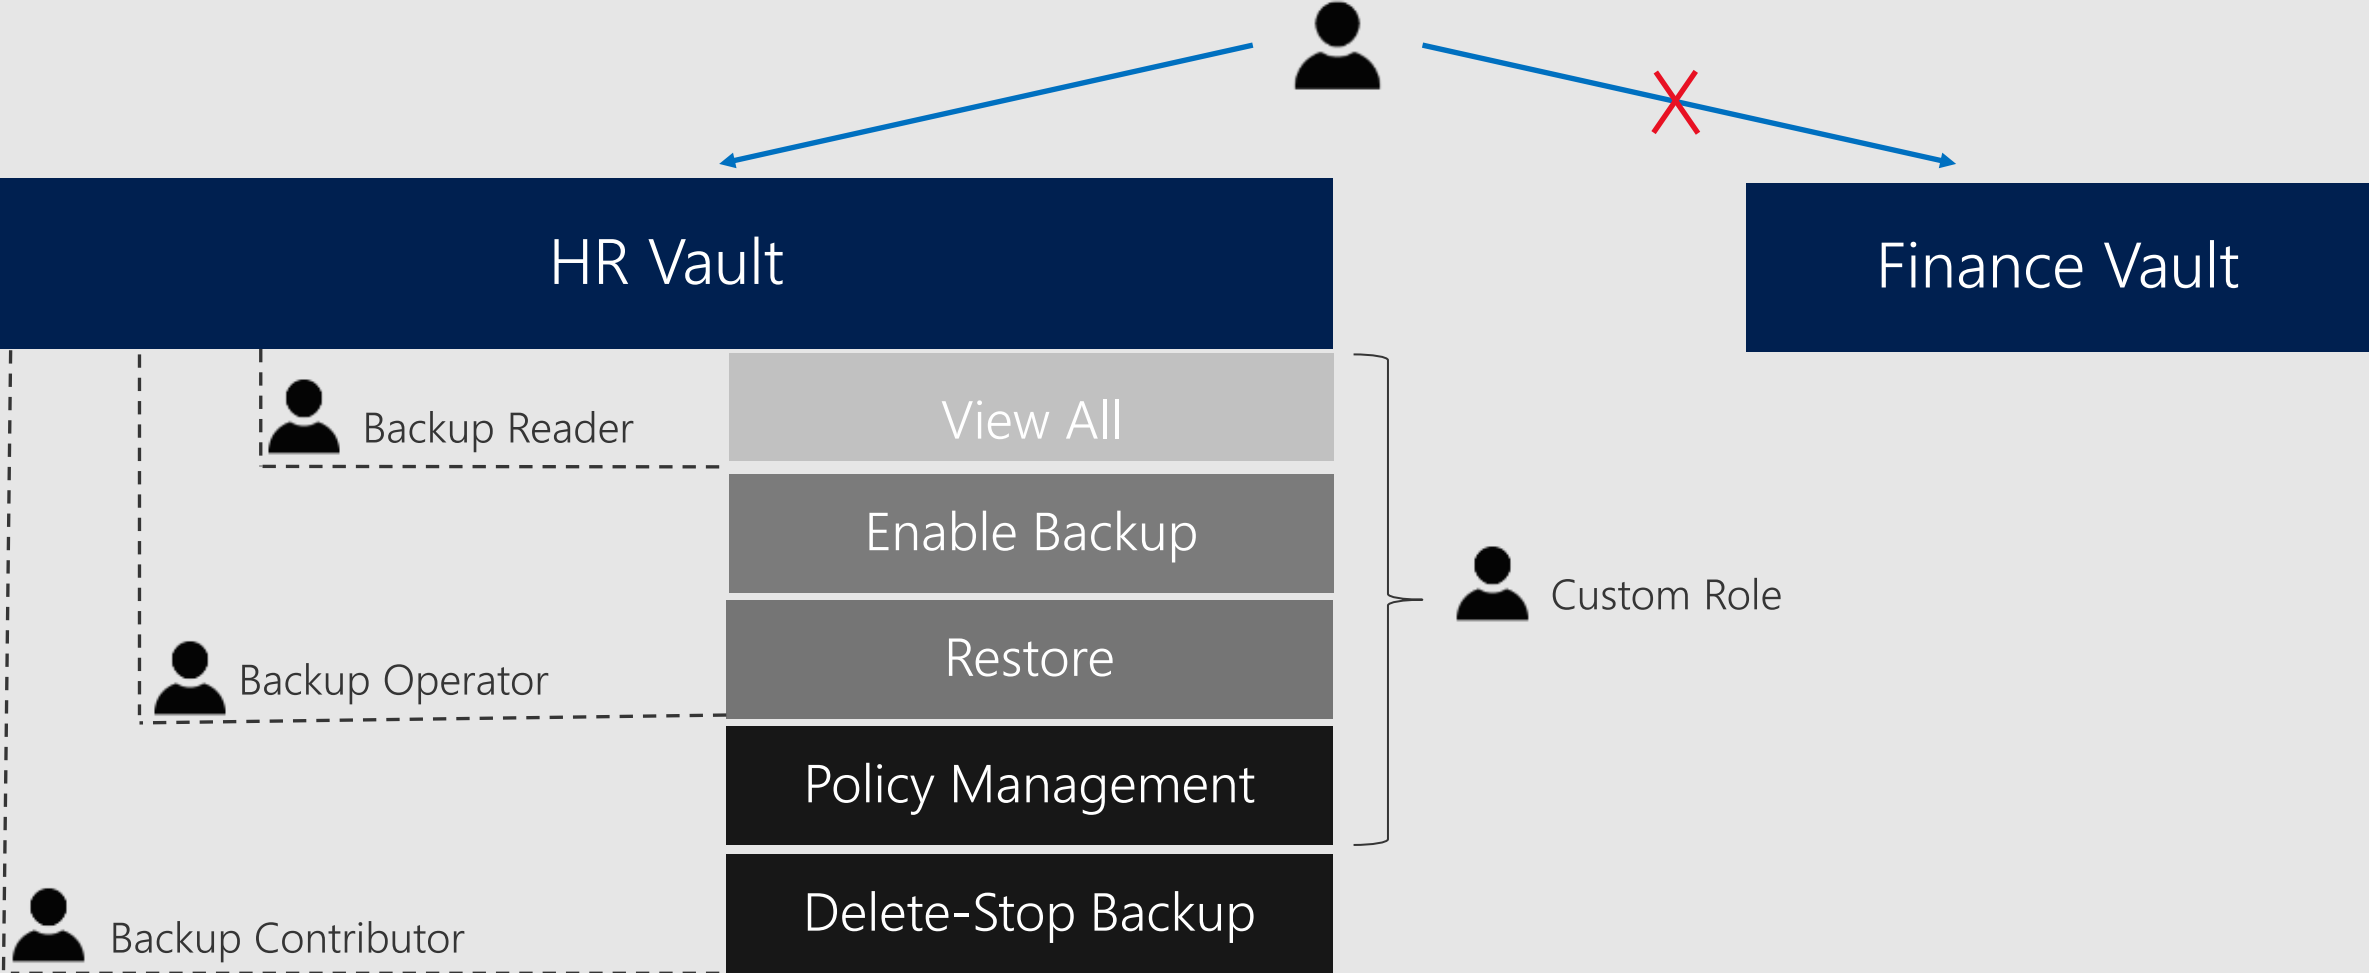 HR Vault
Finance Vault
Backup Reader
View All
Enable Backup
Custom Role
Restore
Backup Operator
Policy Management
Delete-Stop Backup
Backup Contributor